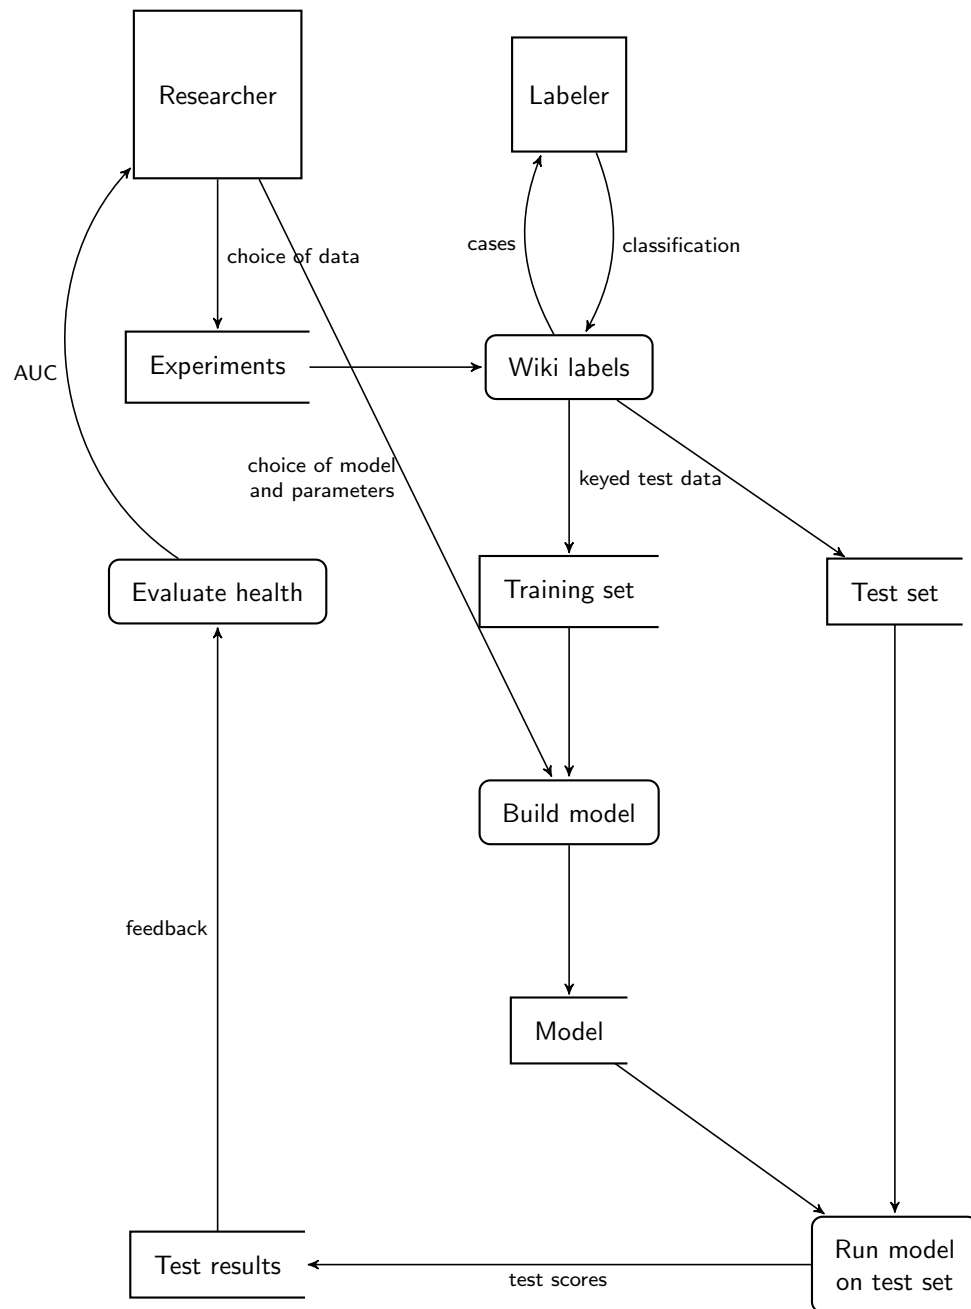 Researcher
Labeler
cases
classification
choice of data
Experiments
Wiki labels
AUC
choice of model
and parameters
keyed test data
Evaluate health
Training set
Test set
Build model
feedback
Model
Test results
test scores
Run model
on test set